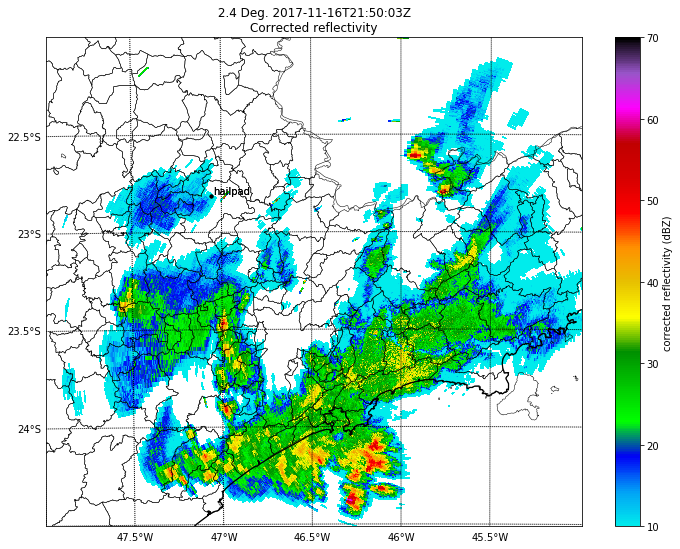 2.4 Deg. 2017-11-16T21:50:03Z
Corrected reflectivity
70
60
50
40
30
20
10
corrected reflectivity (dBZ)
22.5°S
23°S
23.5°S
24°S
hailpad
47.5°W
47°W
46.5°W
46°W
45.5°W